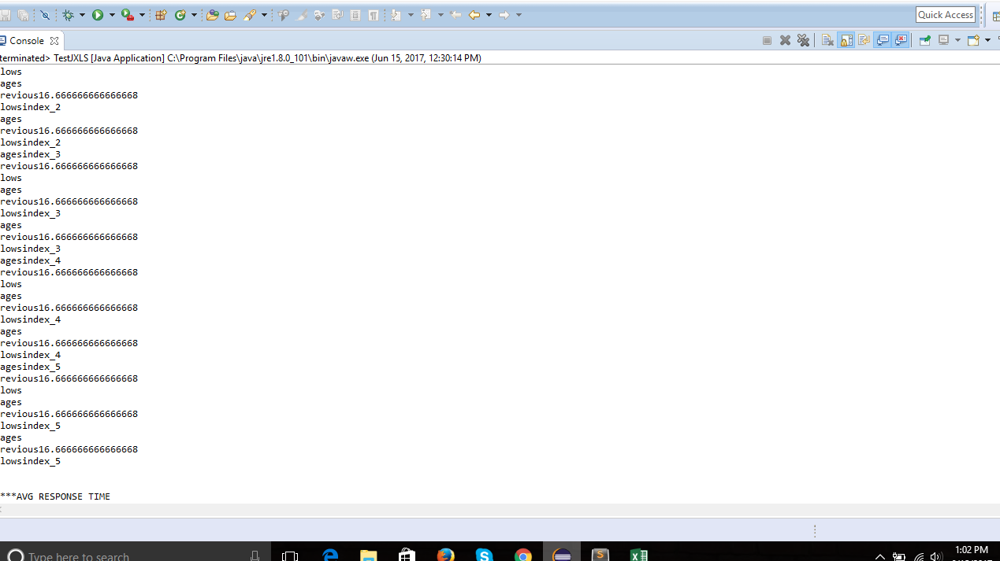 Quick Access
Console
terminated> TestJXLS [Java Application] C:\Program Files\java\jre1.8.0_101\bin\javaw.exe (Jun 15, 2017, 12:30:14 PM)
lows
ages
revious16.666666666666668
lowsindex_2
ages
revious16.666666666666668
lowsindex_2
agesindex_3
revious16.666666666666668
lows
ages
revious16.666666666666668
lowsindex_3
ages
revious16.666666666666668
lowsindex_3
agesindex_4
revious16.666666666666668
lows
ages
revious16.666666666666668
lowsindex_4
ages
revious16.666666666666668
lowsindex_4
agesindex_5
revious16.666666666666668
lows
ages
revious16.666666666666668
lowsindex_5
ages
revious16.666666666666668
lowsindex_5
***AVG RESPONSE TIME
Type here to search
1:02 PM